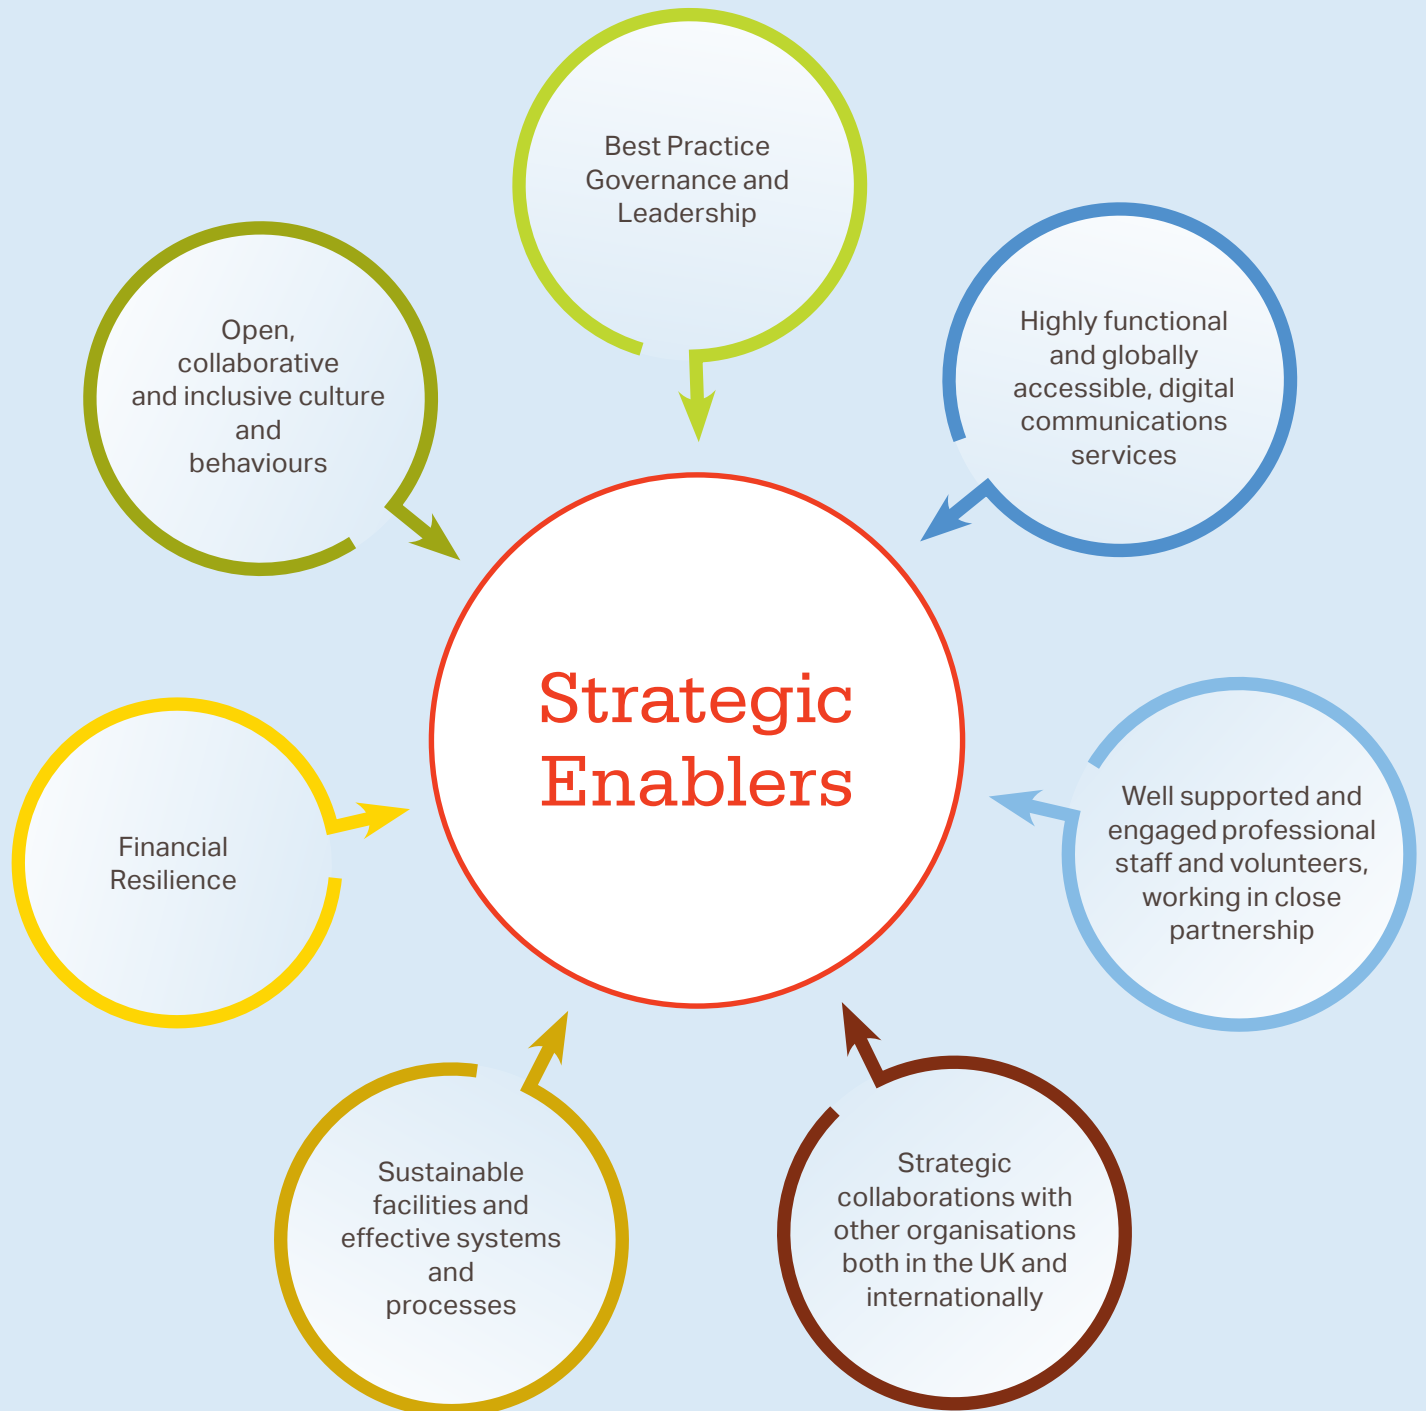 Best Practice
Governance and
Leadership
Highly functional
and globally
accessible, digital
communications
services
Open,
collaborative
and inclusive culture
and
behaviours
Strategic
Enablers
Well supported and
engaged professional
staff and volunteers,
working in close
partnership
Financial
Resilience
Strategic
collaborations with
other organisations
both in the UK and
internationally
Sustainable
facilities and
effective systems
and
processes